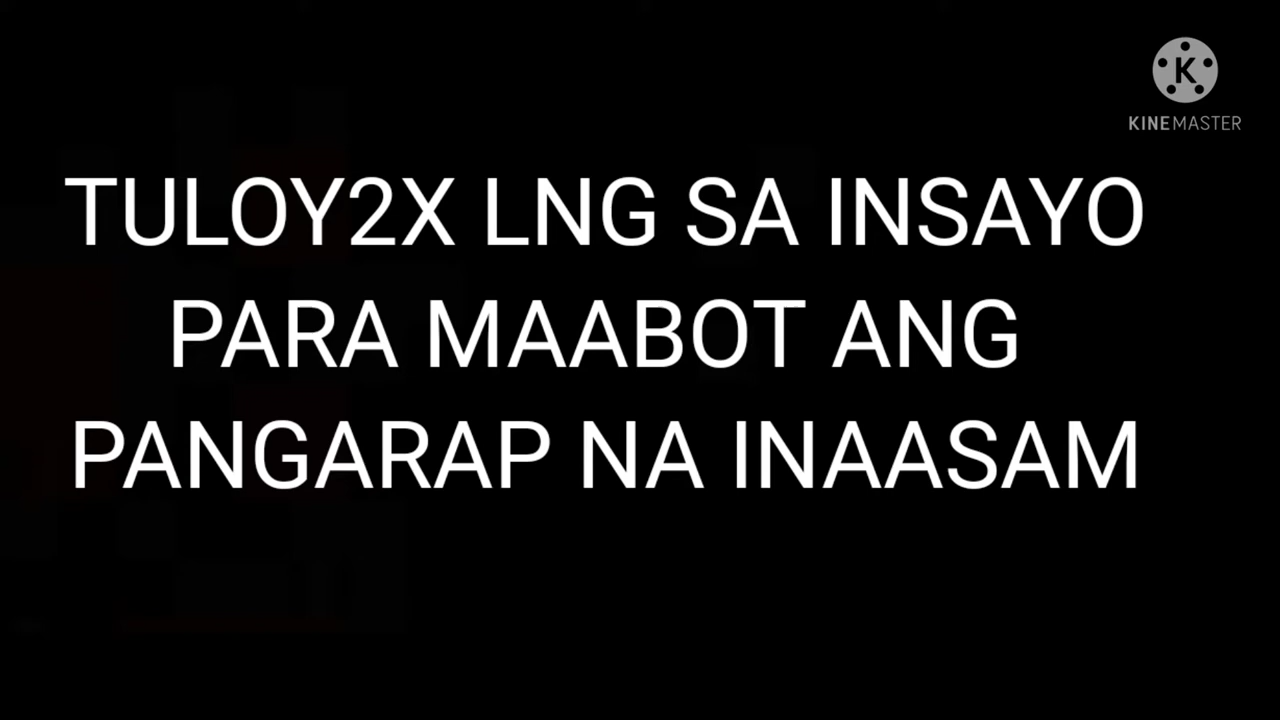 K
KINEMASTER
TULOY2X LNG SA INSAYO
PARA MAABOT ANG
PANGARAP NA INAASAM